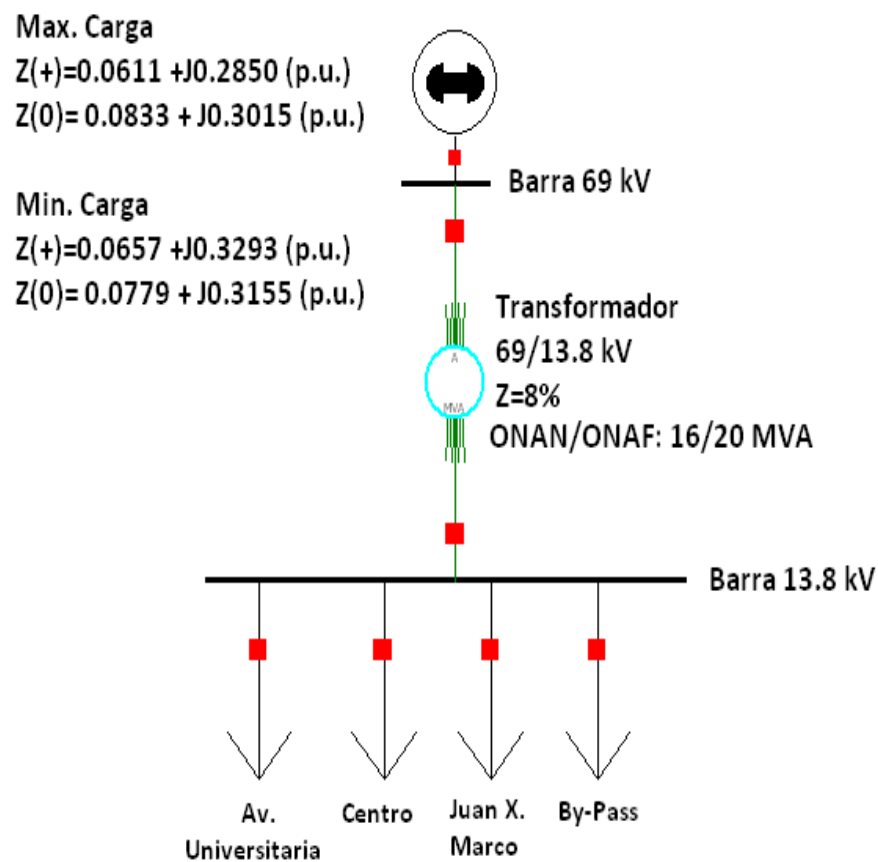 Max. Carga
Z(+)=0.0611 +J0.2850 (p.u.)
Z(0)= 0.0833 + J0.3015 (p.u.)
Barra 69 kV
Min. Carga
Z(+)=0.0657 +J0.3293 (p.u.)
Z(0)= 0.0779 + J0.3155 (p.u.)
Transformador
69/13.8 kV
Z=8%
ONAN/ONAF: 16/20 MVA
A
MVA
Barra 13.8 kV
Av.
Universitaria
Centro
Juan X.
Marco
By-Pass